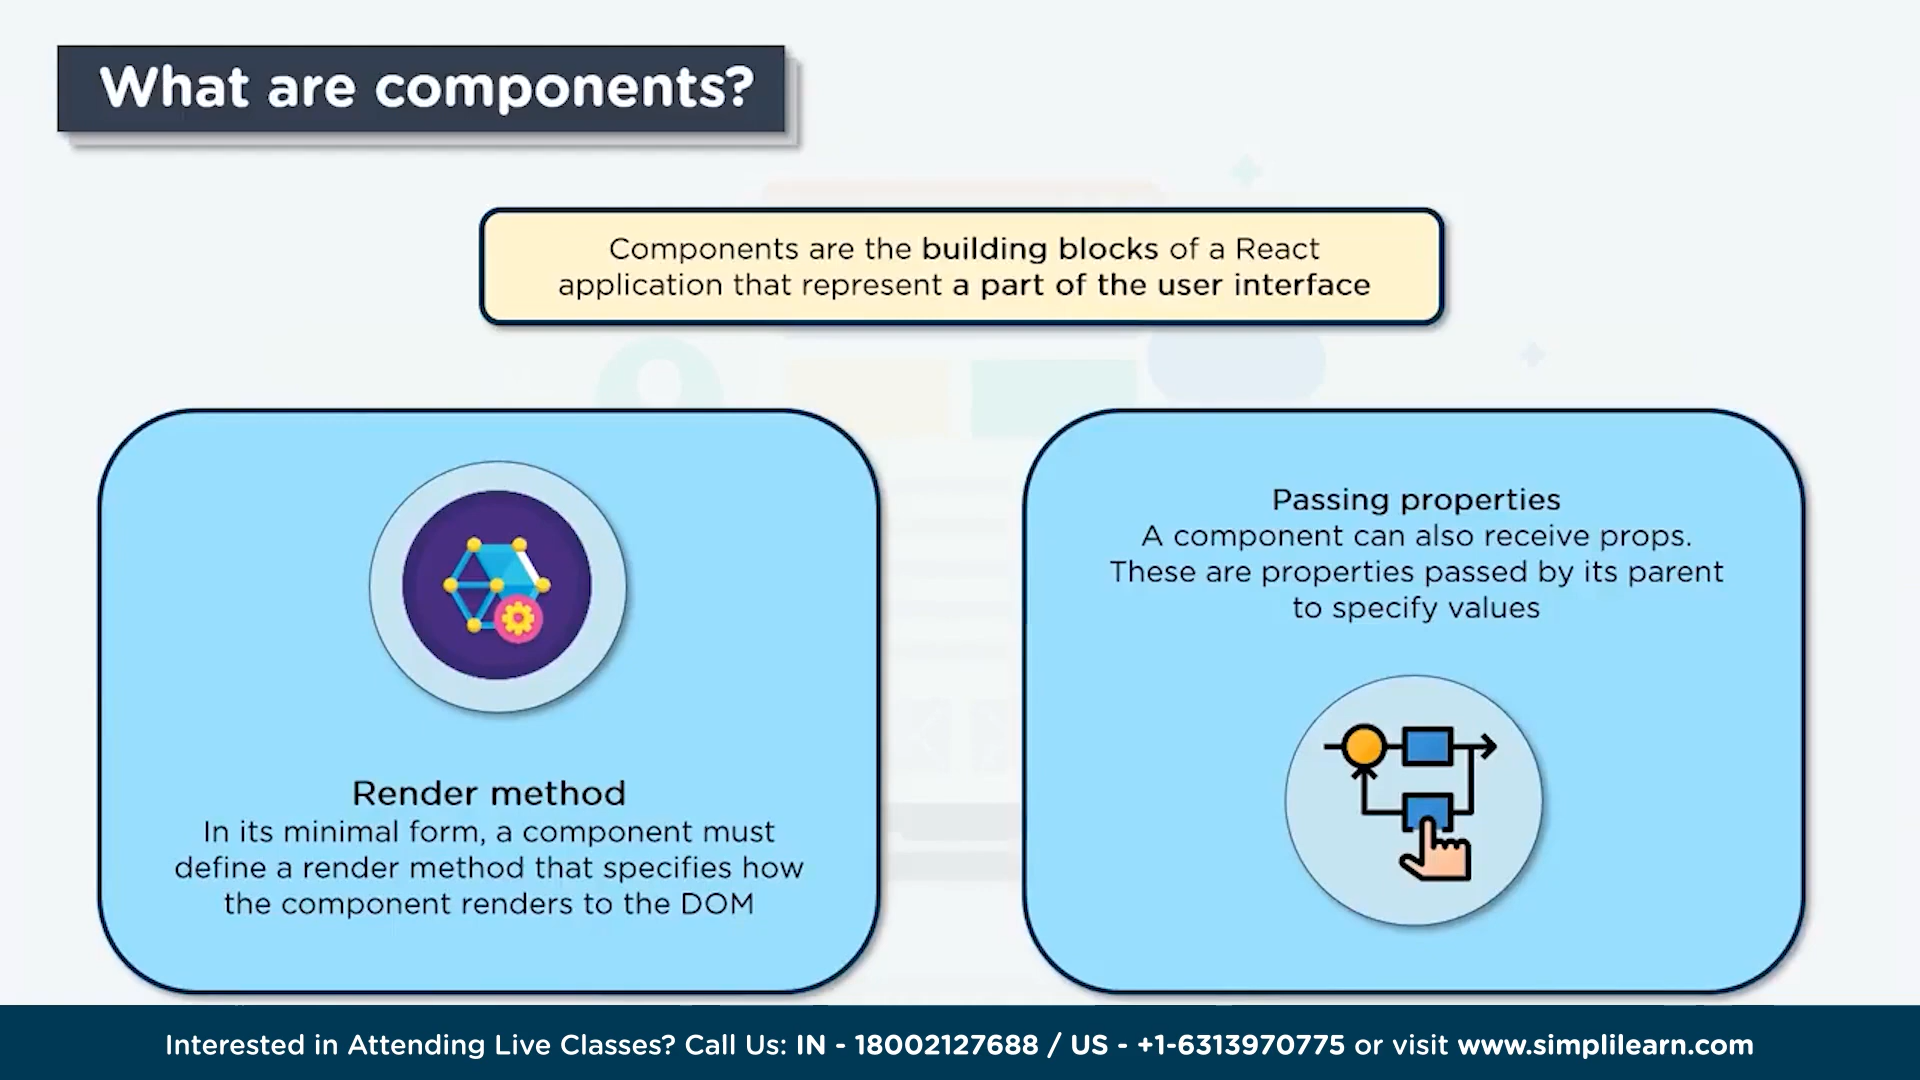 What are components?
Components are the building blocks of a React
application that represent a part of the user interface
Render method
In its minimal form, a component must
define a render method that specifies how
the component renders to the DOM
Passing properties
A component can also receive props.
These are properties passed by its parent
to specify values
Interested in Attending Live Classes? Call Us: IN - 18002127688 / US - +1-6313970775 or visit www.simplilearn.com